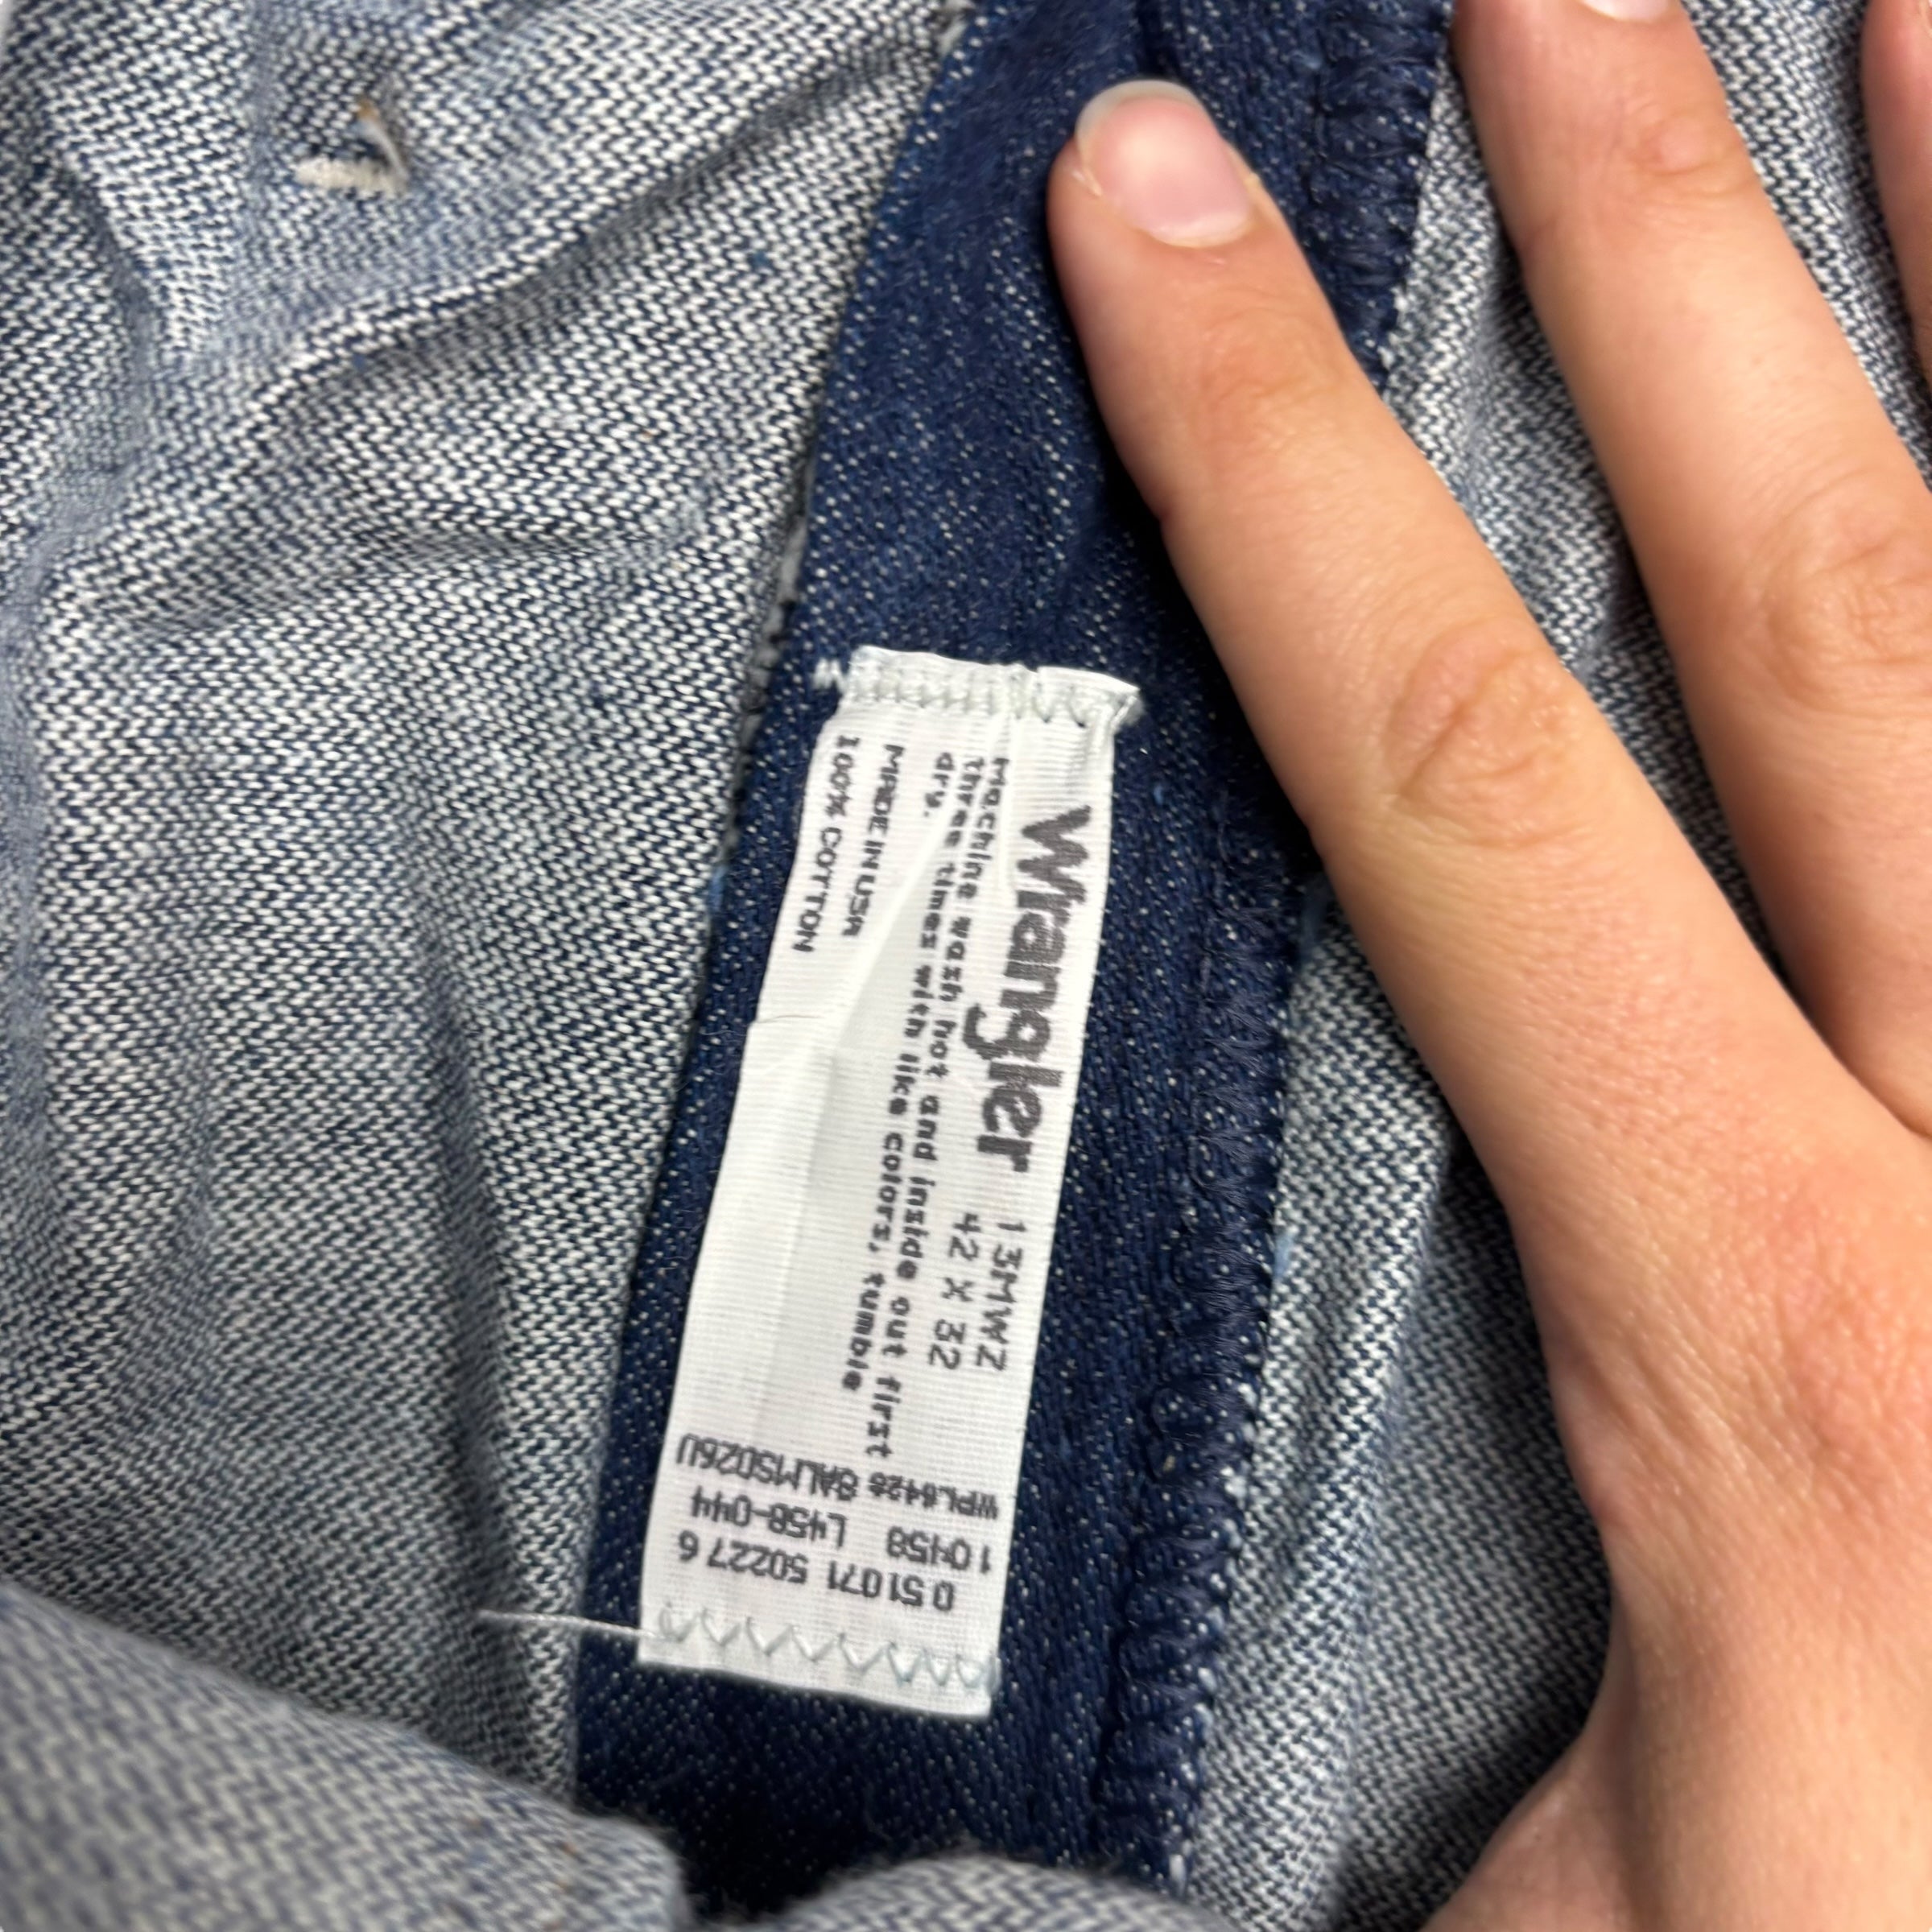 Wrangler
13MWZ
42 X 32
Machine wash hot and inside out first
three times with like colors, tumble
dry.
MADE IN USA
100% COTTON
0 51071 50227 6
10458 L458-044
WPL8428 GALMSD26U